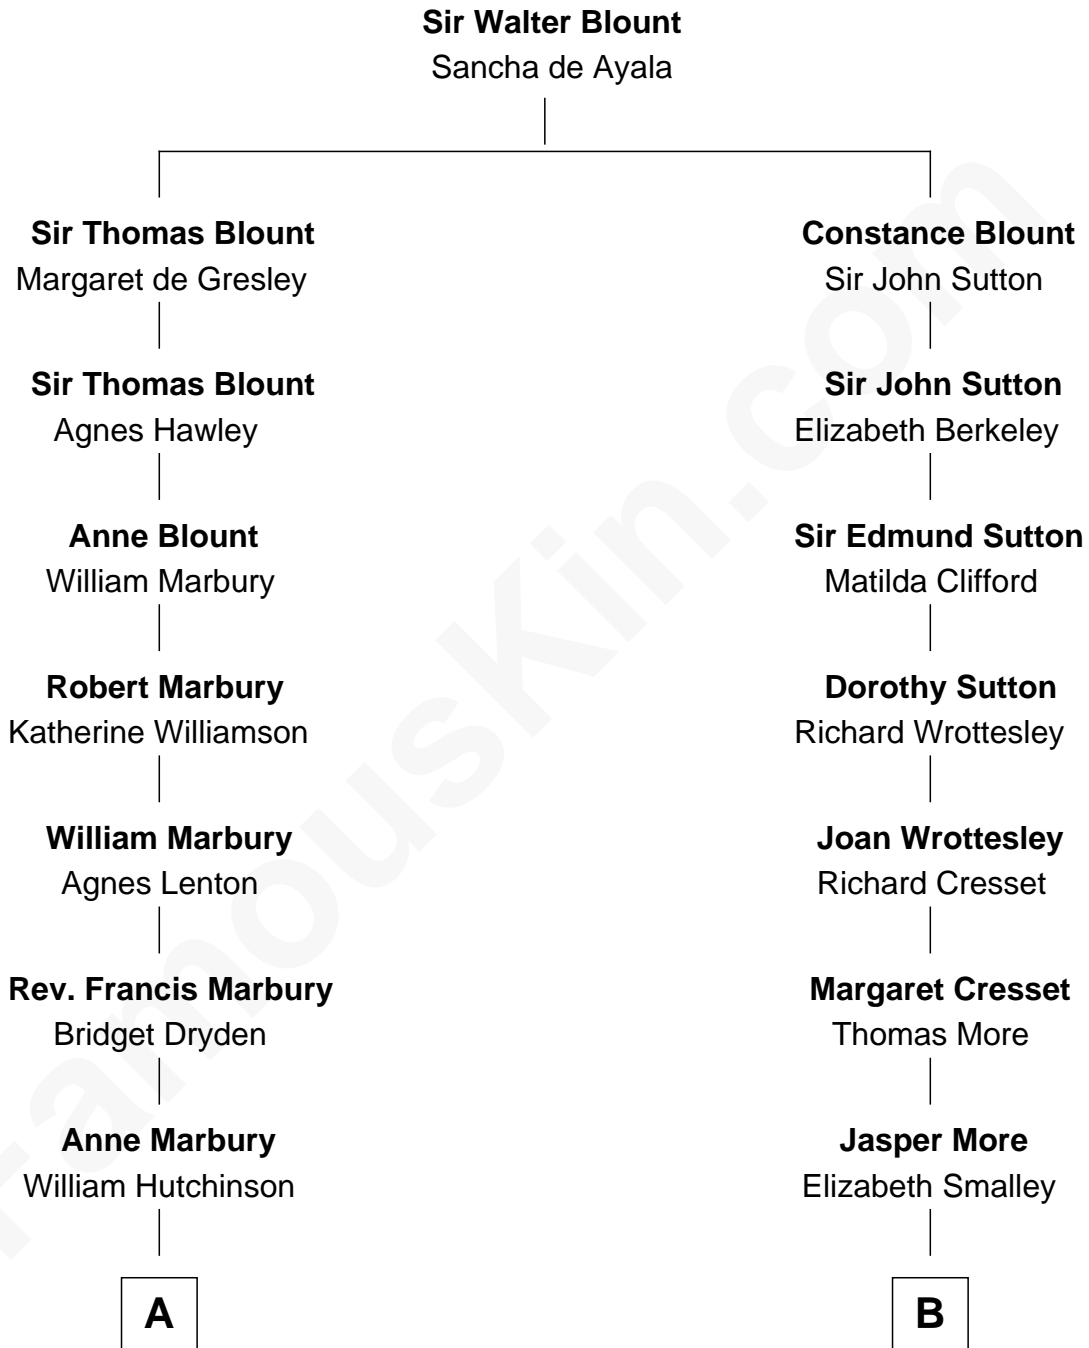 Sir Walter Blount
Sancha de Ayala
Sir Thomas Blount
Margaret de Gresley
Constance Blount
Sir John Sutton
Sir Thomas Blount
Agnes Hawley
Sir John Sutton
Elizabeth Berkeley
Anne Blount
William Marbury
Sir Edmund Sutton
Matilda Clifford
Robert Marbury
Katherine Williamson
Dorothy Sutton
Richard Wrottesley
William Marbury
Agnes Lenton
Joan Wrottesley
Richard Cresset
Rev. Francis Marbury
Bridget Dryden
Margaret Cresset
Thomas More
Anne Marbury
William Hutchinson
Jasper More
Elizabeth Smalley
A
B
FamousKin.com